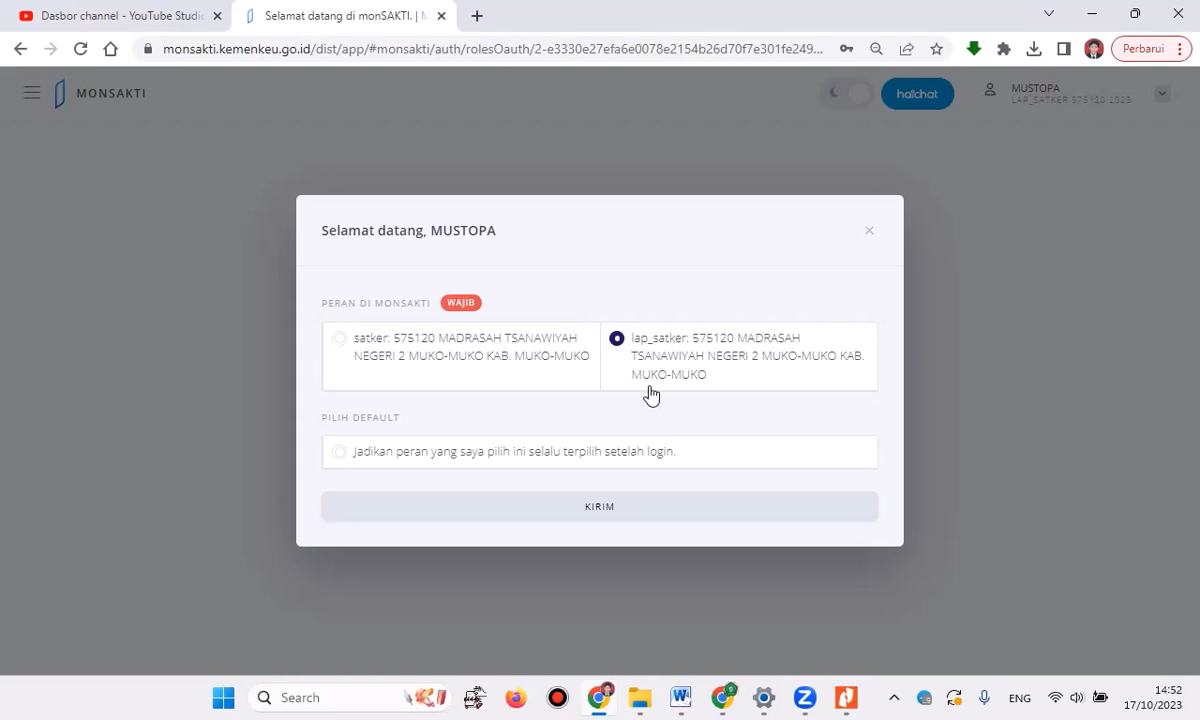 Dasbor channel - YouTube Studio
Selamat datang di monSAKTI. | M
monsakti.kemenkeu.go.id/dist/app/#monsakti/auth/rolesOauth/2-e3330e27efa6e0078e2154b26d70f7e301fe249...
Perbarui
MONSAKTI
haichat
MUSTOPA
LAP_SATKER 575120 2023
Selamat datang, MUSTOPA
PERAN DI MONSAKTI WAJIB
satker: 575120 MADRASAH TSANAWIYAH
NEGERI 2 MUKO-MUKO KAB. MUKO-MUKO
lap_satker: 575120 MADRASAH
TSANAWIYAH NEGERI 2 MUKO-MUKO KAB.
MUKO-MUKO
PILIH DEFAULT
Jadikan peran yang saya pilih ini selalu terpilih setelah login.
KIRIM
Search
ENG
14:52
17/10/2023